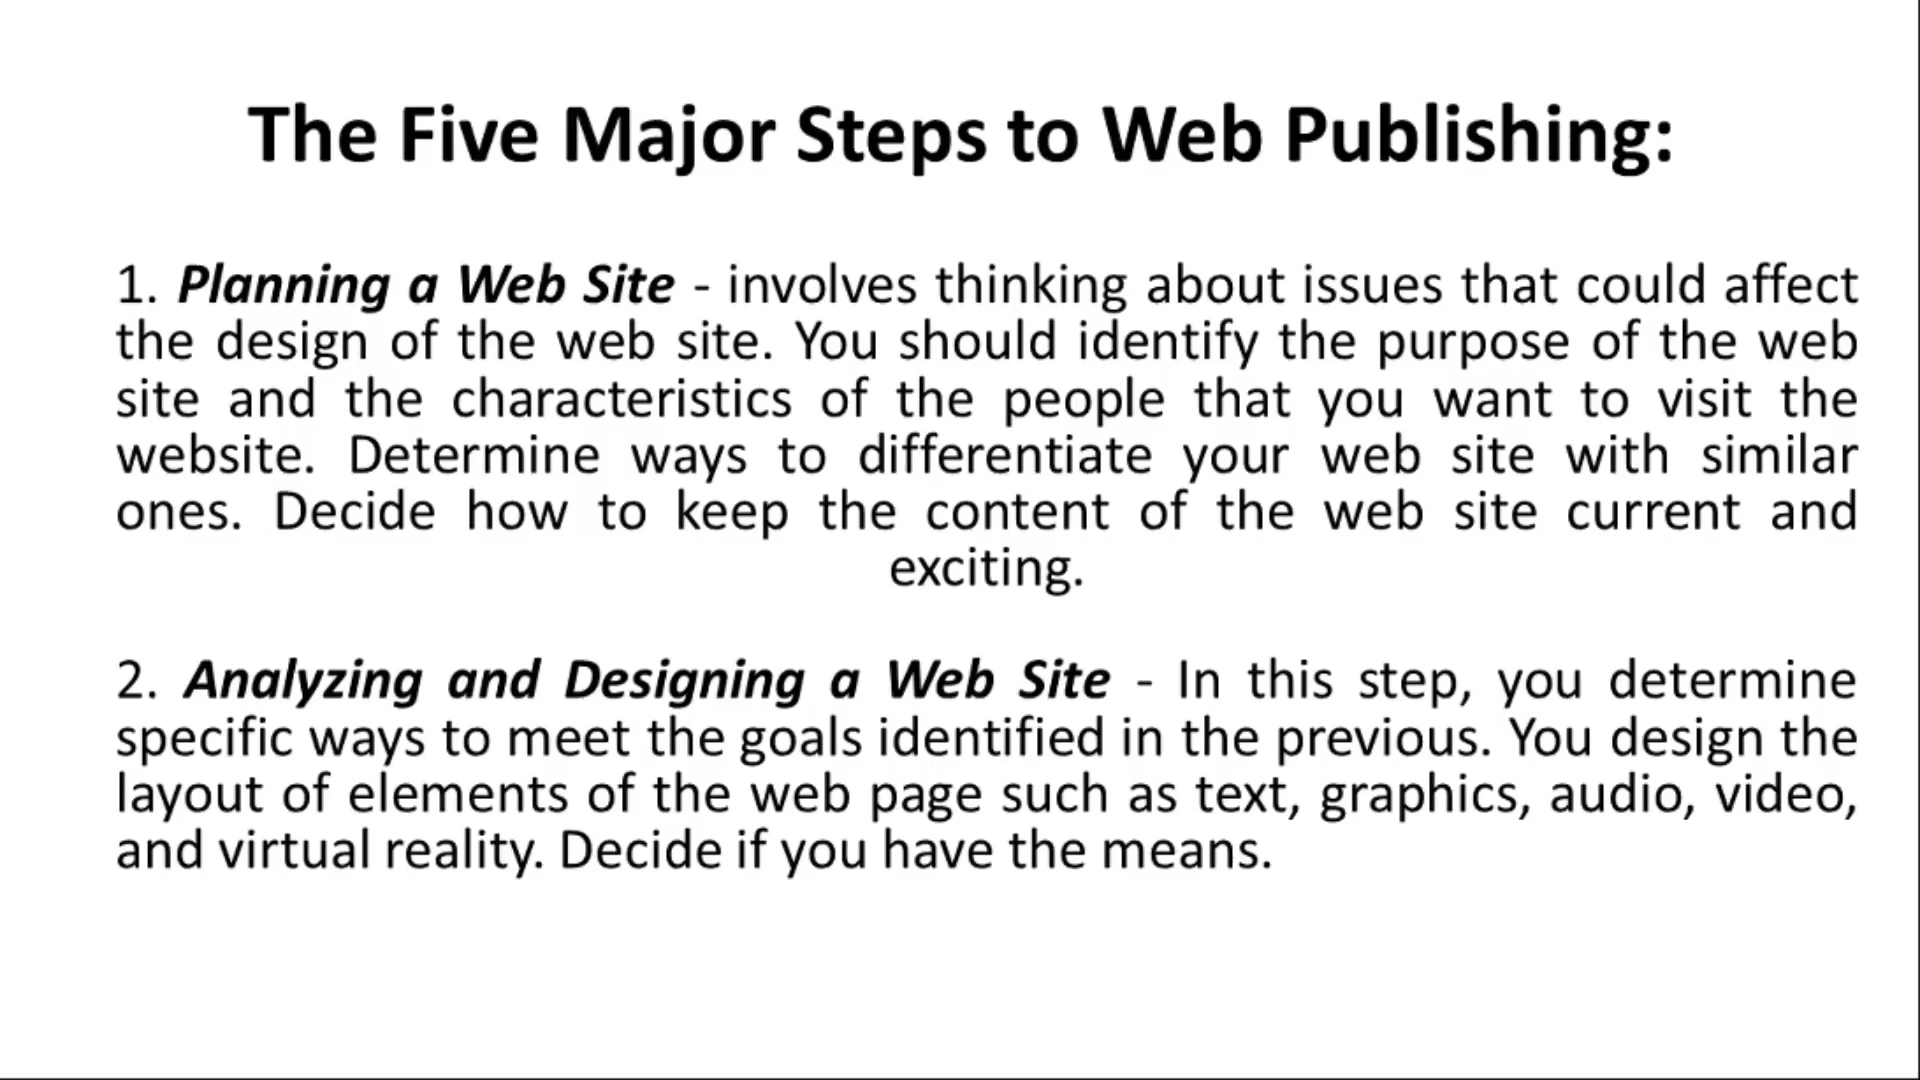 The Five Major Steps to Web Publishing:
1. Planning a Web Site - involves thinking about issues that could affect
the design of the web site. You should identify the purpose of the web
site and the characteristics of the people that you want to visit the
website. Determine ways to differentiate your web site with similar
ones. Decide how to keep the content of the web site current and
exciting.
2. Analyzing and Designing a Web Site - In this step, you determine
specific ways to meet the goals identified in the previous. You design the
layout of elements of the web page such as text, graphics, audio, video,
and virtual reality. Decide if you have the means.